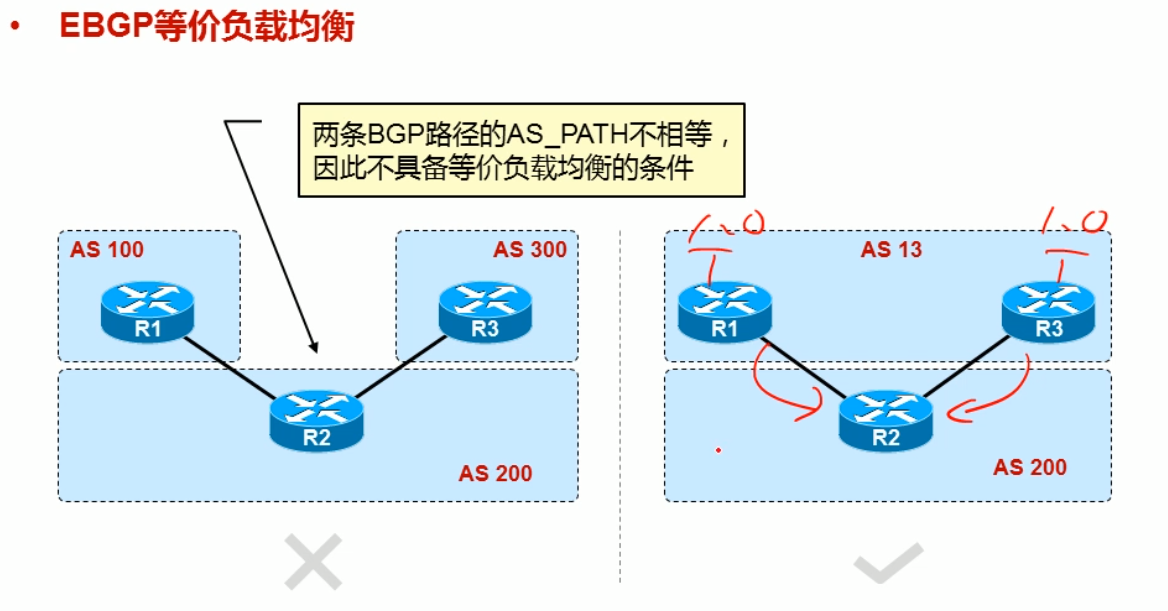 • EBGP等价负载均衡
两条BGP路径的AS_PATH不相等，
因此不具备等价负载均衡的条件
AS 100
AS 300
R1
R3
R2
AS 200
1.0
1.0
AS 13
R1
R3
R2
AS 200